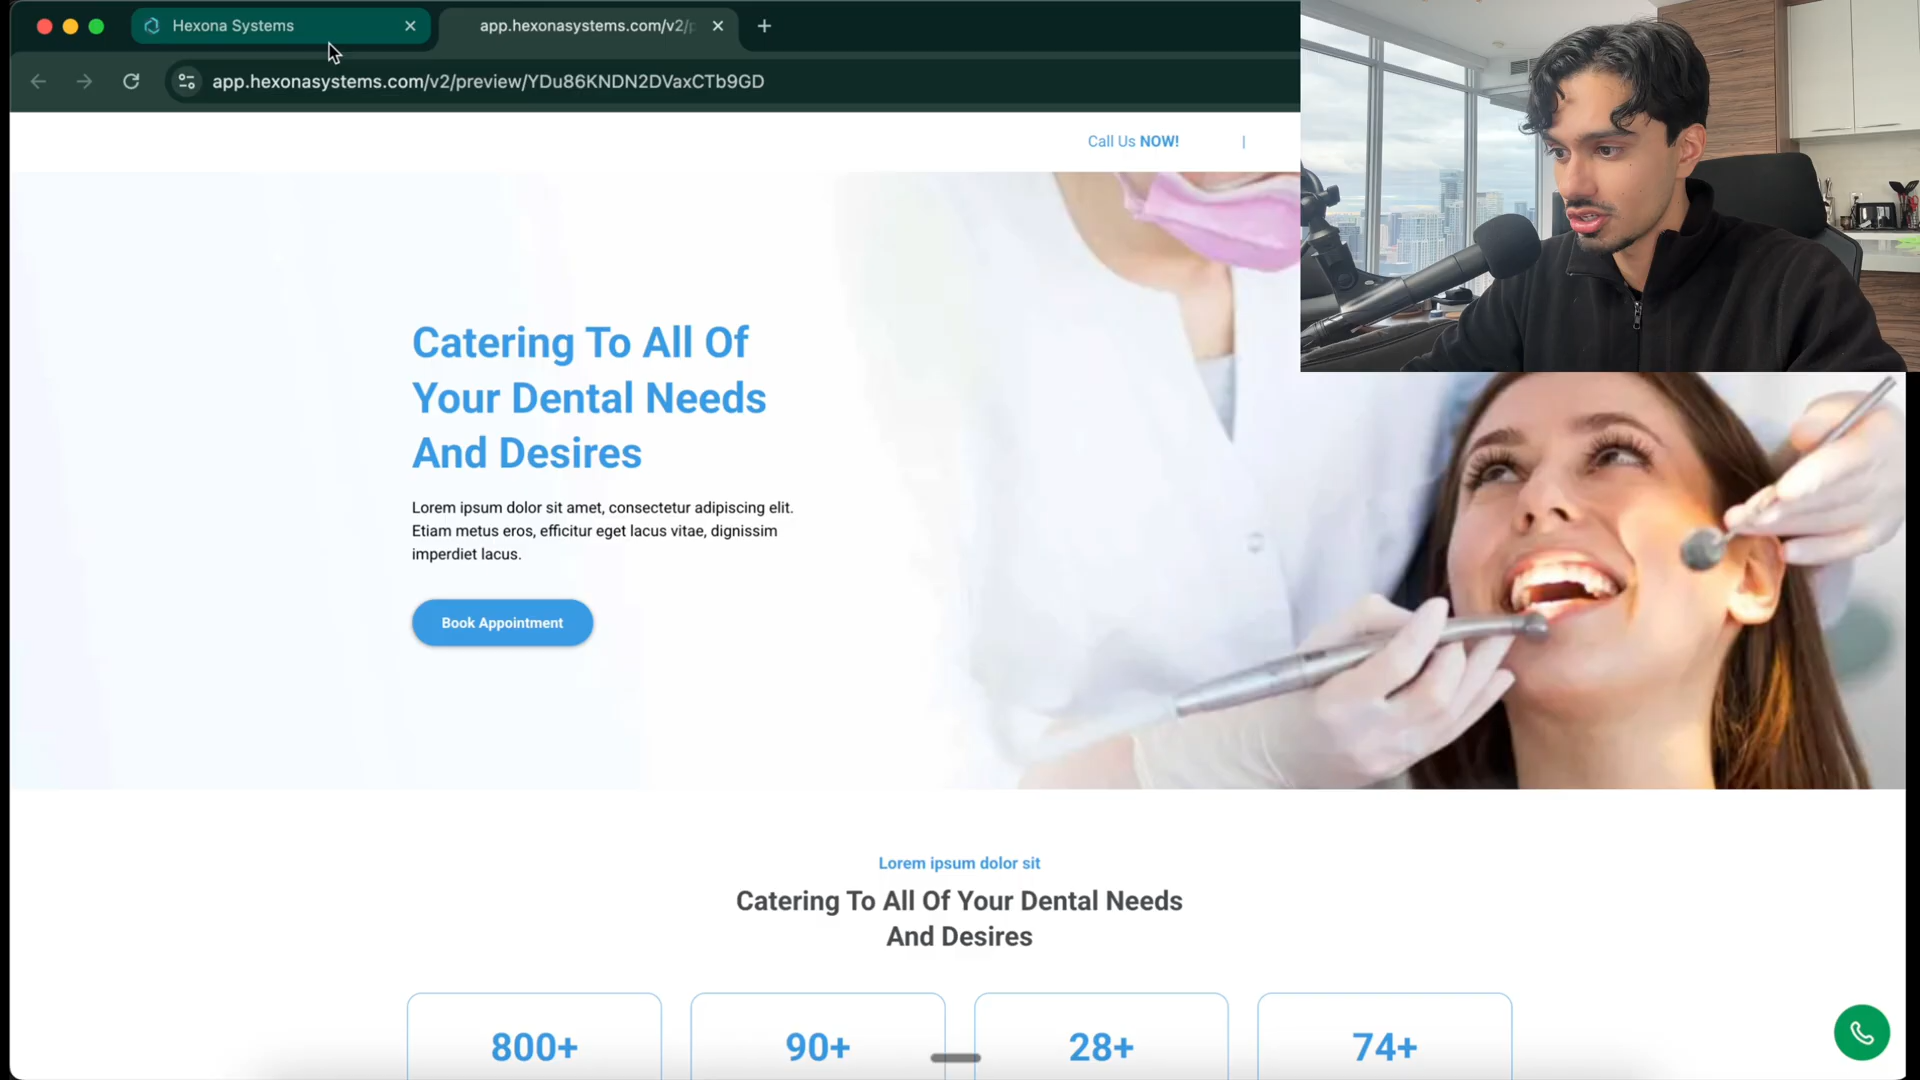 Hexona Systems
app.hexonasystems.com/v2/p
app.hexonasystems.com/v2/preview/YDu86KNDN2DVaxCTb9GD
Call Us NOW! |
Catering To All Of
Your Dental Needs
And Desires
Lorem ipsum dolor sit amet, consectetur adipiscing elit.
Etiam metus eros, efficitur eget lacus vitae, dignissim
imperdiet lacus.
Book Appointment
Lorem ipsum dolor sit
Catering To All Of Your Dental Needs
And Desires
800+ 90+ 28+ 74+